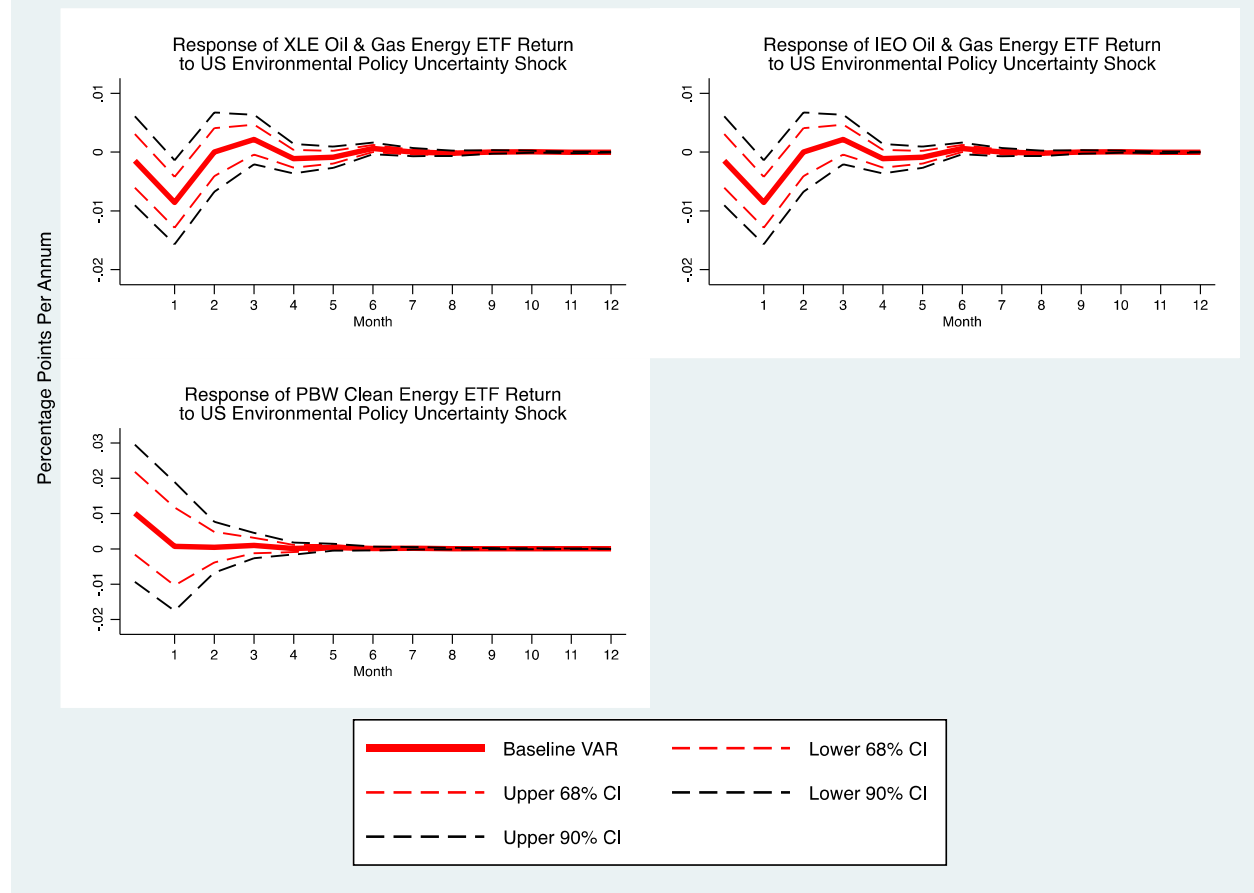 Response of XLE Oil & Gas Energy ETF Return
to US Environmental Policy Uncertainty Shock
.01
0
-.01
-.02
1 2 3 4 5 6 7 8 9 10 11 12
Month
Response of IEO Oil & Gas Energy ETF Return
to US Environmental Policy Uncertainty Shock
.01
0
-.01
-.02
1 2 3 4 5 6 7 8 9 10 11 12
Month
Percentage Points Per Annum
Response of PBW Clean Energy ETF Return
to US Environmental Policy Uncertainty Shock
.03
.02
.01
0
-.01
-.02
1 2 3 4 5 6 7 8 9 10 11 12
Month
Baseline VAR
Lower 68% CI
Upper 68% CI
Lower 90% CI
Upper 90% CI